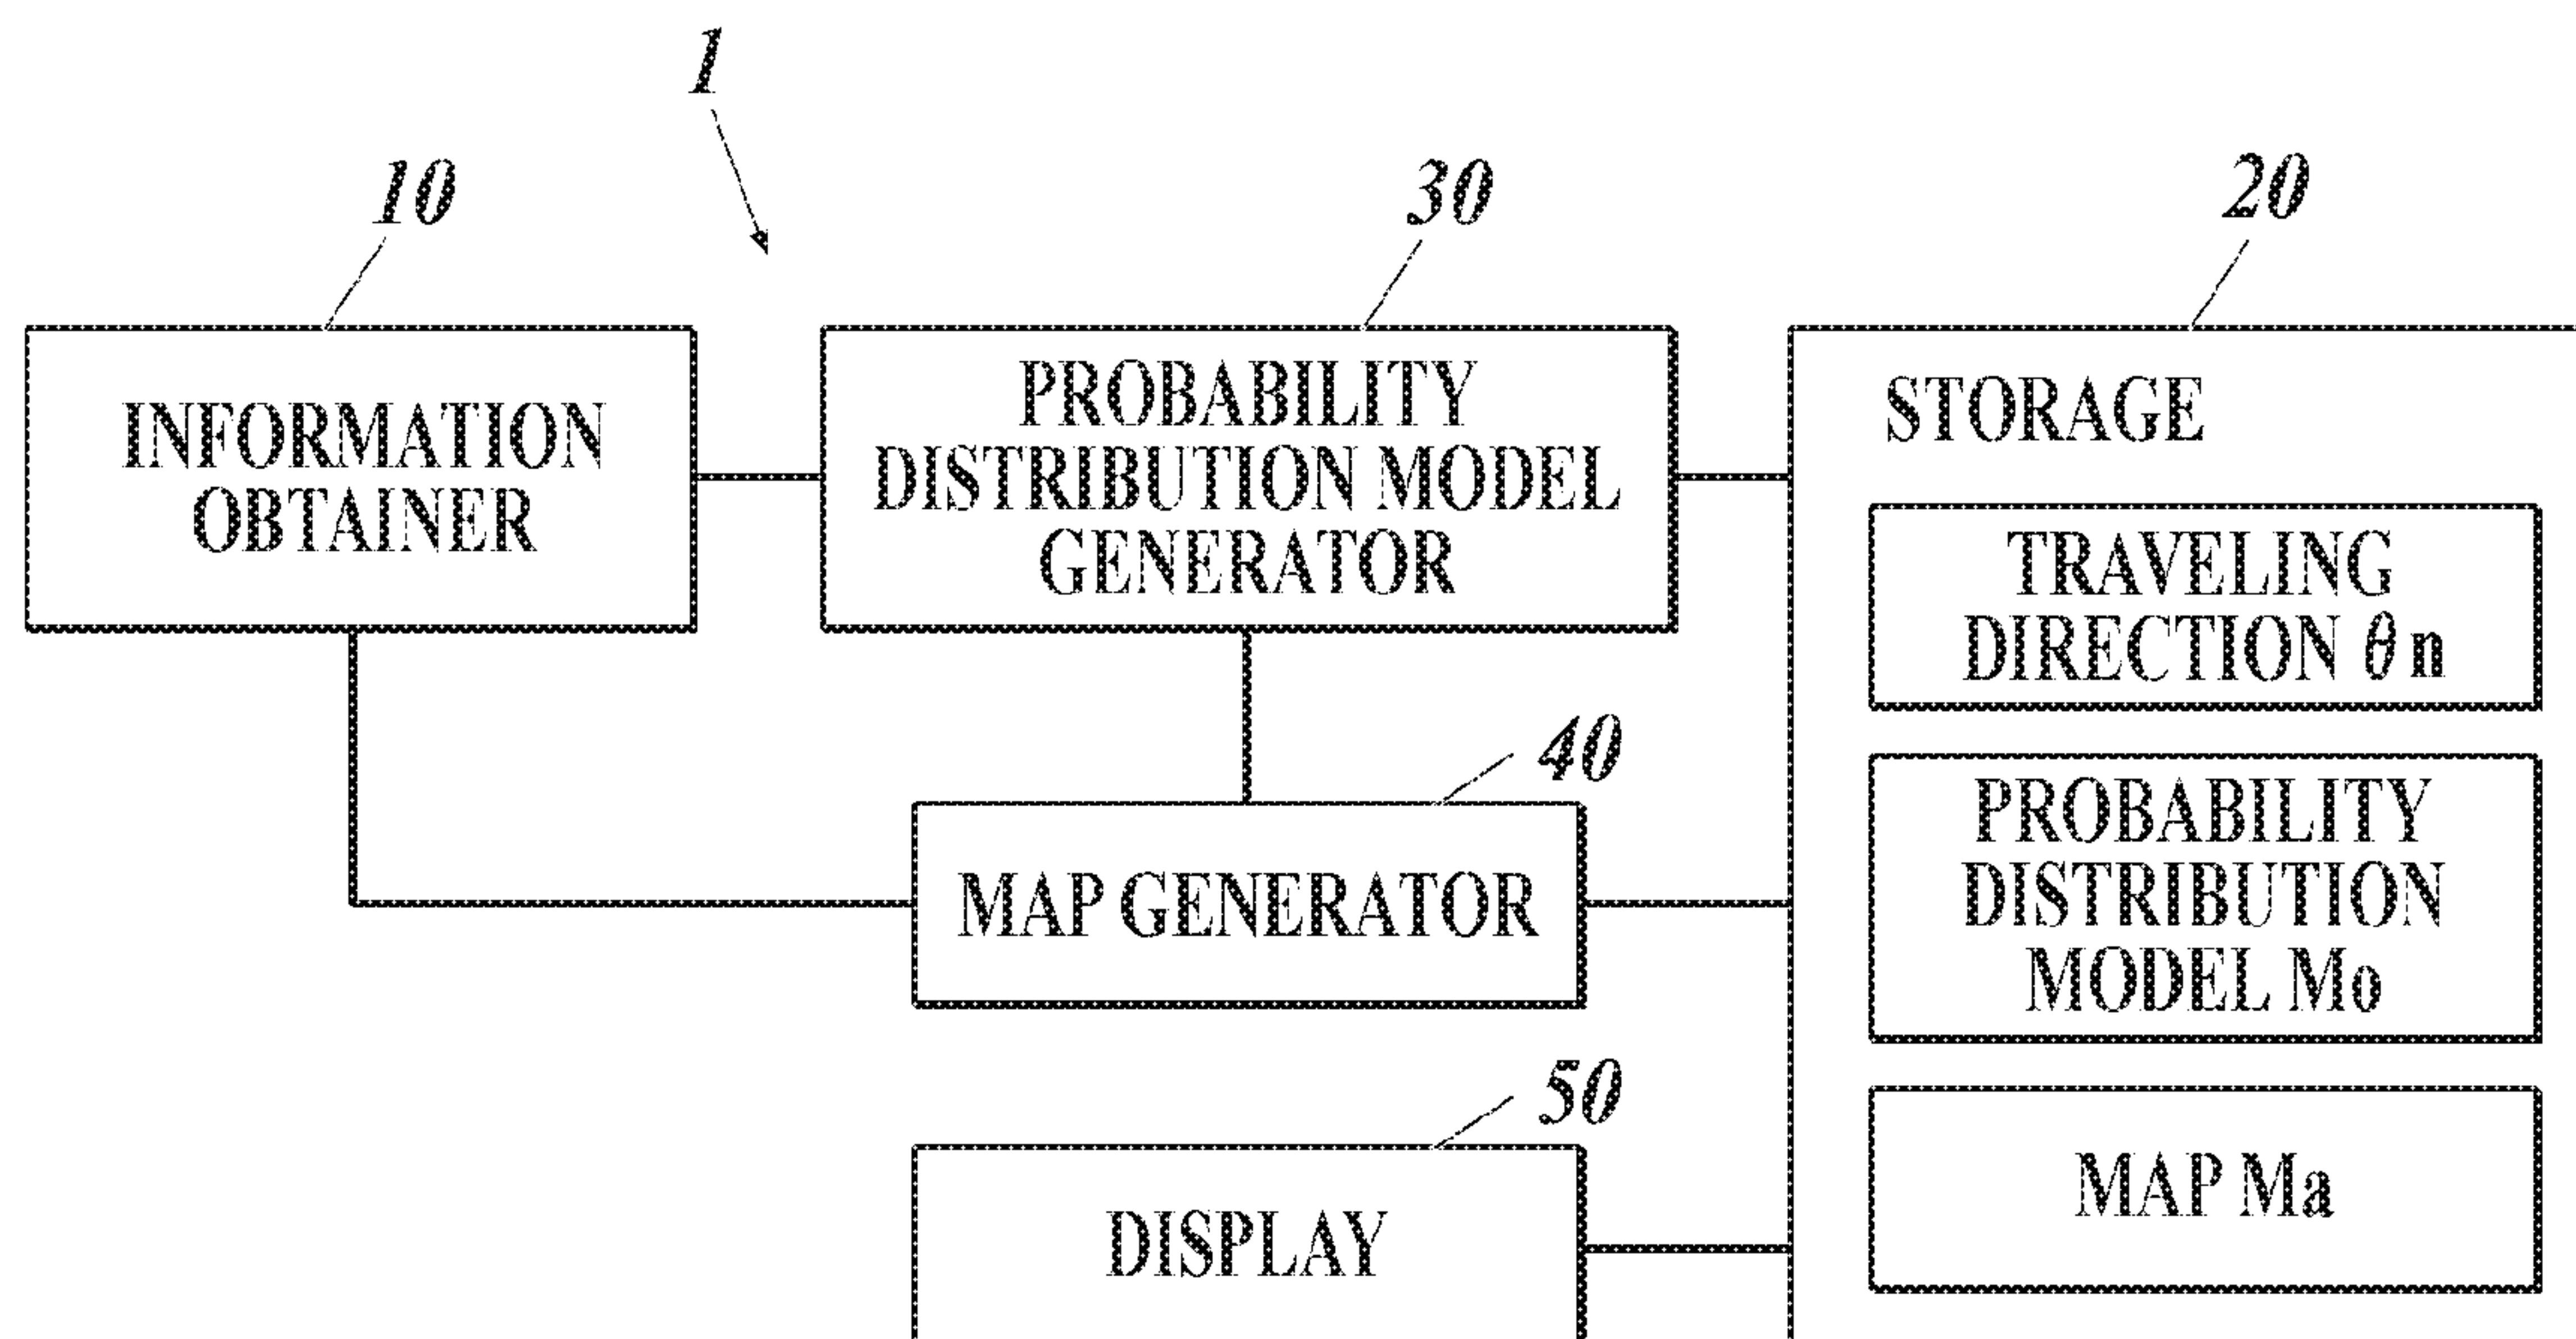 1
10
30
20
INFORMATION
OBTAINER
PROBABILITY
DISTRIBUTION MODEL
GENERATOR
STORAGE
TRAVELING
DIRECTION θn
40
MAP GENERATOR
PROBABILITY
DISTRIBUTION
MODEL Mo
50
DISPLAY
MAP Ma